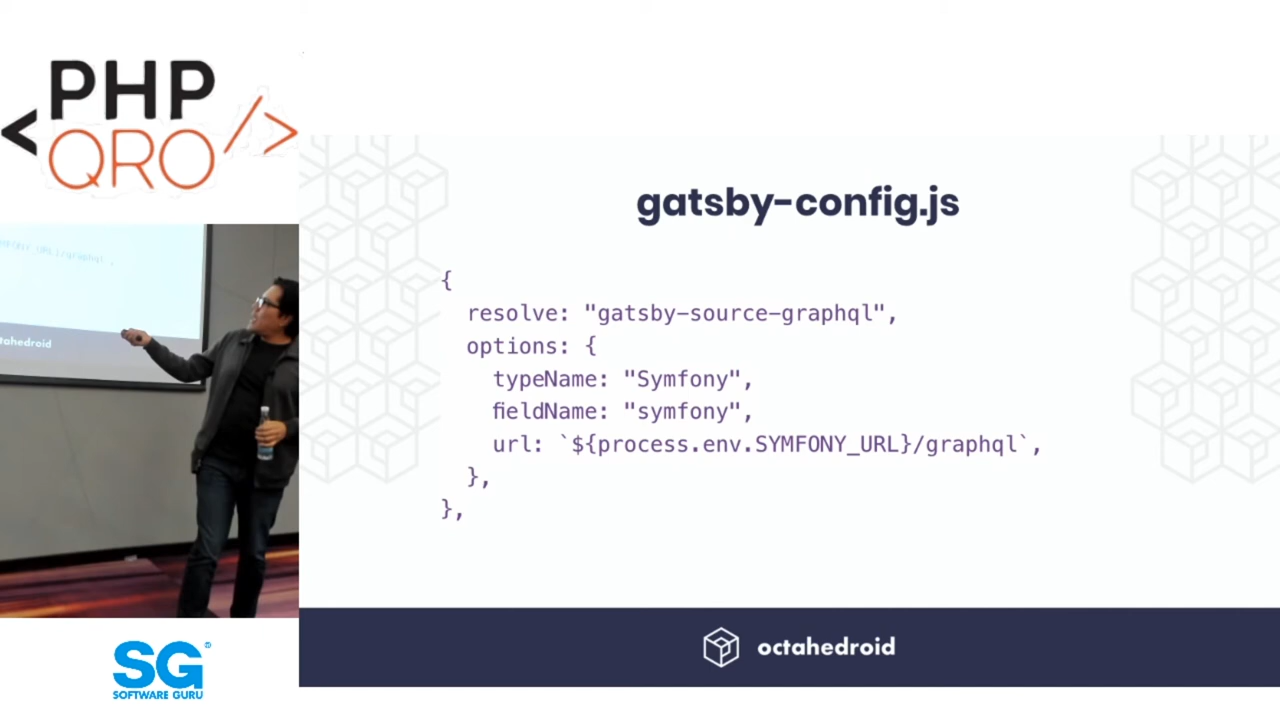 <PHP
QRO/>
gatsby-config.js
{
resolve: "gatsby-source-graphql",
options: {
typeName: "Symfony",
fieldName: "symfony",
url: `${process.env.SYMFONY_URL}/graphql`,
},
},
octahedroid
SG®
SOFTWARE GURU